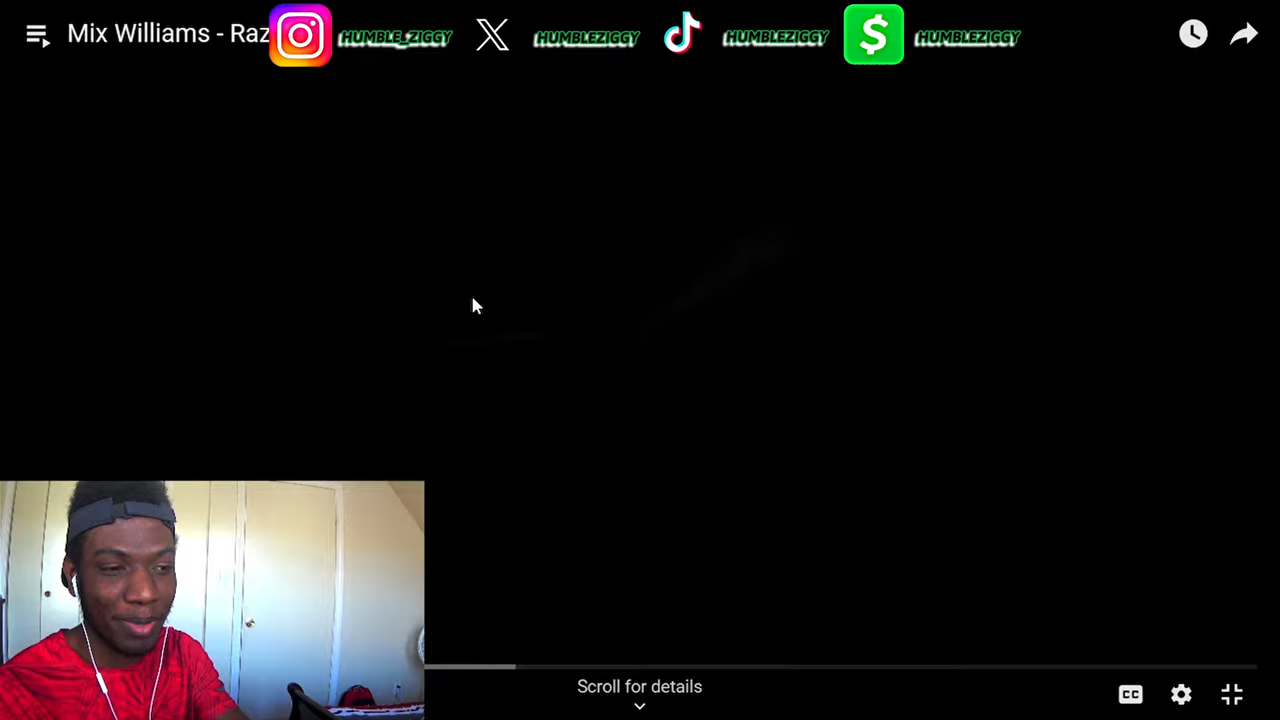 Mix Williams - Raz
HUMBLE_ZIGGY
HUMBLEZIGGY
HUMBLEZIGGY
$ HUMBLEZIGGY
Scroll for details
CC